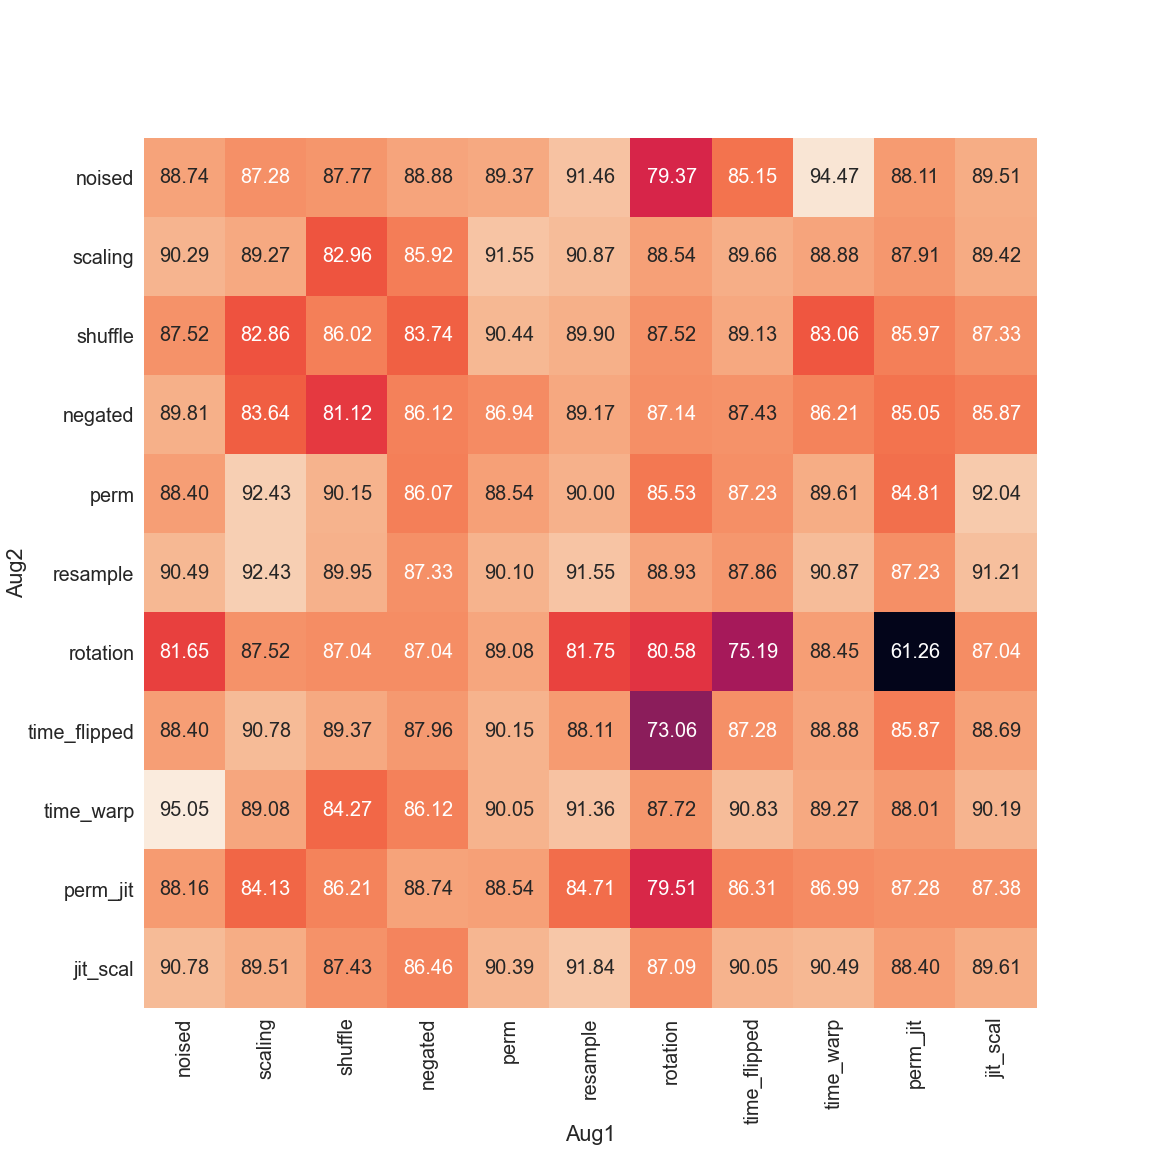 noised 88.74 87.28 87.77 88.88 89.37 91.46 79.37 85.15 94.47 88.11 89.51
scaling 90.29 89.27 82.96 85.92 91.55 90.87 88.54 89.66 88.88 87.91 89.42
shuffle 87.52 82.86 86.02 83.74 90.44 89.90 87.52 89.13 83.06 85.97 87.33
negated 89.81 83.64 81.12 86.12 86.94 89.17 87.14 87.43 86.21 85.05 85.87
perm 88.40 92.43 90.15 86.07 88.54 90.00 85.53 87.23 89.61 84.81 92.04
Aug2
resample 90.49 92.43 89.95 87.33 90.10 91.55 88.93 87.86 90.87 87.23 91.21
rotation 81.65 87.52 87.04 87.04 89.08 81.75 80.58 75.19 88.45 61.26 87.04
time_flipped 88.40 90.78 89.37 87.96 90.15 88.11 73.06 87.28 88.88 85.87 88.69
time_warp 95.05 89.08 84.27 86.12 90.05 91.36 87.72 90.83 89.27 88.01 90.19
perm_jit 88.16 84.13 86.21 88.74 88.54 84.71 79.51 86.31 86.99 87.28 87.38
jit_scal 90.78 89.51 87.43 86.46 90.39 91.84 87.09 90.05 90.49 88.40 89.61
noised scaling shuffle negated perm resample rotation time_flipped time_warp perm_jit jit_scal
Aug1